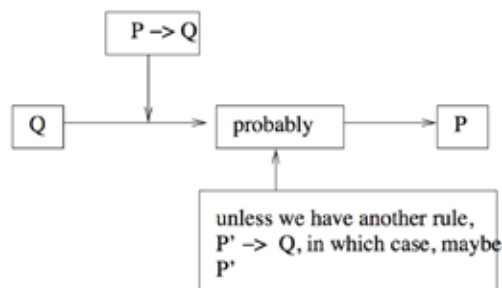 P -> Q
Q
probably
P
unless we have another rule,
P' -> Q, in which case, maybe
P'